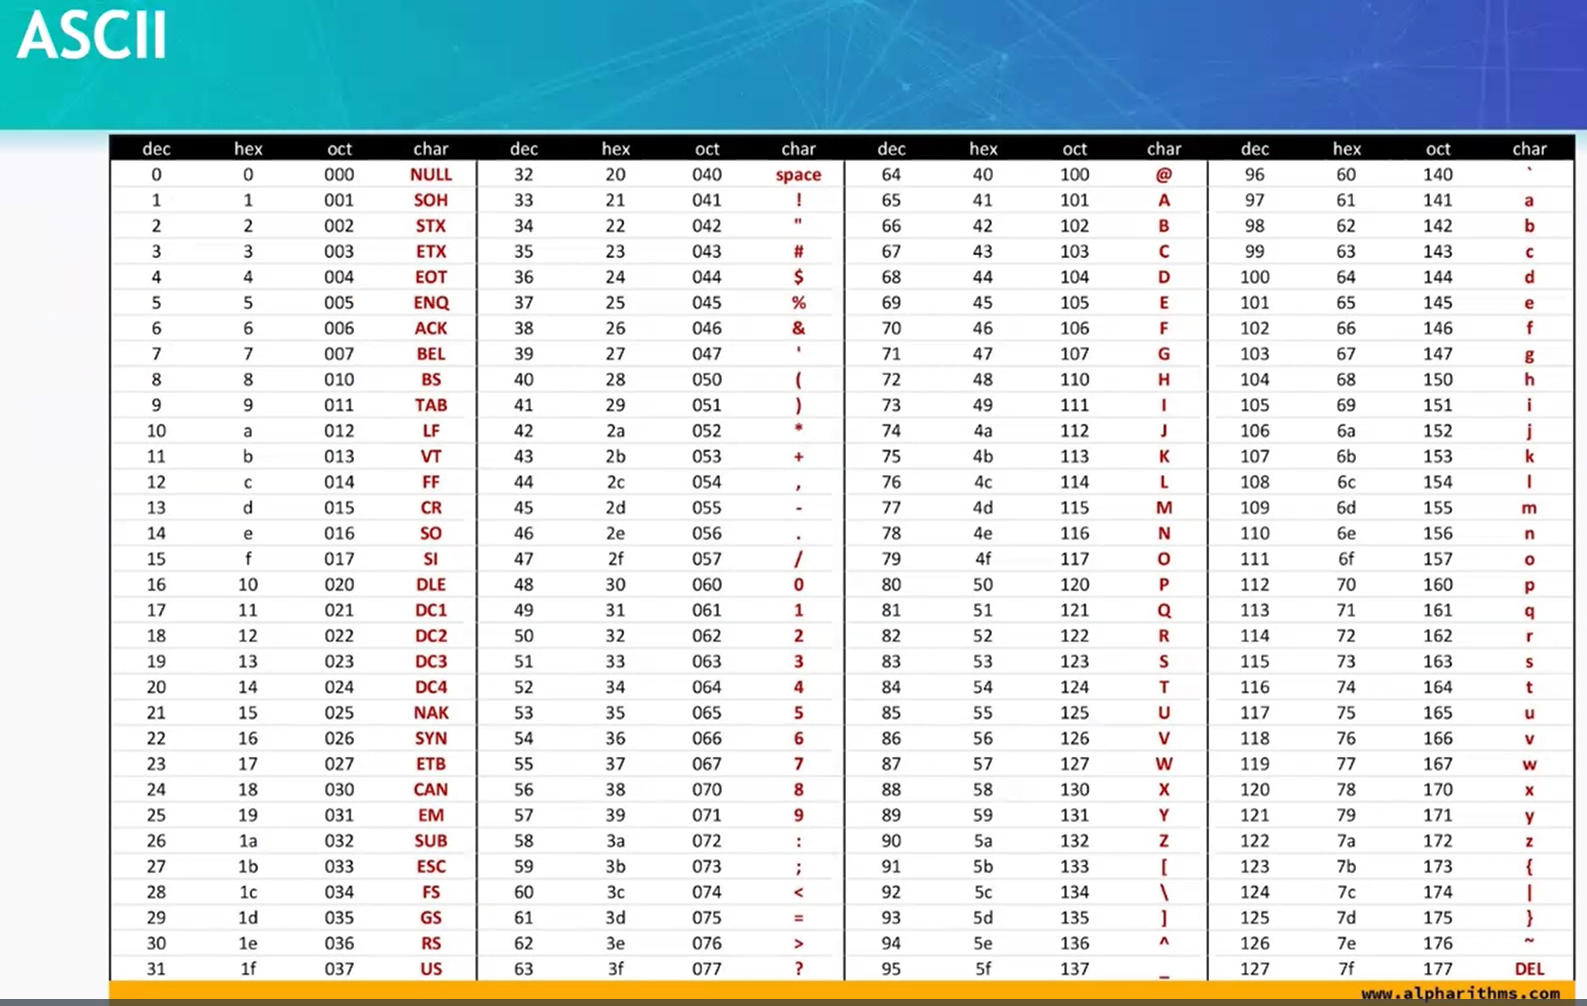 ASCII
dec hex oct char dec hex oct char dec hex oct char dec hex oct char
0 0 000 NULL 32 20 040 space 64 40 100 @ 96 60 140 `
1 1 001 SOH 33 21 041 ! 65 41 101 A 97 61 141 a
2 2 002 STX 34 22 042 " 66 42 102 B 98 62 142 b
3 3 003 ETX 35 23 043 # 67 43 103 C 99 63 143 c
4 4 004 EOT 36 24 044 $ 68 44 104 D 100 64 144 d
5 5 005 ENQ 37 25 045 % 69 45 105 E 101 65 145 e
6 6 006 ACK 38 26 046 & 70 46 106 F 102 66 146 f
7 7 007 BEL 39 27 047 ' 71 47 107 G 103 67 147 g
8 8 010 BS 40 28 050 ( 72 48 110 H 104 68 150 h
9 9 011 TAB 41 29 051 ) 73 49 111 I 105 69 151 i
10 a 012 LF 42 2a 052 * 74 4a 112 J 106 6a 152 j
11 b 013 VT 43 2b 053 + 75 4b 113 K 107 6b 153 k
12 c 014 FF 44 2c 054 , 76 4c 114 L 108 6c 154 l
13 d 015 CR 45 2d 055 - 77 4d 115 M 109 6d 155 m
14 e 016 SO 46 2e 056 . 78 4e 116 N 110 6e 156 n
15 f 017 SI 47 2f 057 / 79 4f 117 O 111 6f 157 o
16 10 020 DLE 48 30 060 0 80 50 120 P 112 70 160 p
17 11 021 DC1 49 31 061 1 81 51 121 Q 113 71 161 q
18 12 022 DC2 50 32 062 2 82 52 122 R 114 72 162 r
19 13 023 DC3 51 33 063 3 83 53 123 S 115 73 163 s
20 14 024 DC4 52 34 064 4 84 54 124 T 116 74 164 t
21 15 025 NAK 53 35 065 5 85 55 125 U 117 75 165 u
22 16 026 SYN 54 36 066 6 86 56 126 V 118 76 166 v
23 17 027 ETB 55 37 067 7 87 57 127 W 119 77 167 w
24 18 030 CAN 56 38 070 8 88 58 130 X 120 78 170 x
25 19 031 EM 57 39 071 9 89 59 131 Y 121 79 171 y
26 1a 032 SUB 58 3a 072 : 90 5a 132 Z 122 7a 172 z
27 1b 033 ESC 59 3b 073 ; 91 5b 133 [ 123 7b 173 {
28 1c 034 FS 60 3c 074 < 92 5c 134 \ 124 7c 174 |
29 1d 035 GS 61 3d 075 = 93 5d 135 ] 125 7d 175 }
30 1e 036 RS 62 3e 076 > 94 5e 136 ^ 126 7e 176 ~
31 1f 037 US 63 3f 077 ? 95 5f 137 _ 127 7f 177 DEL
www.alpharithms.com